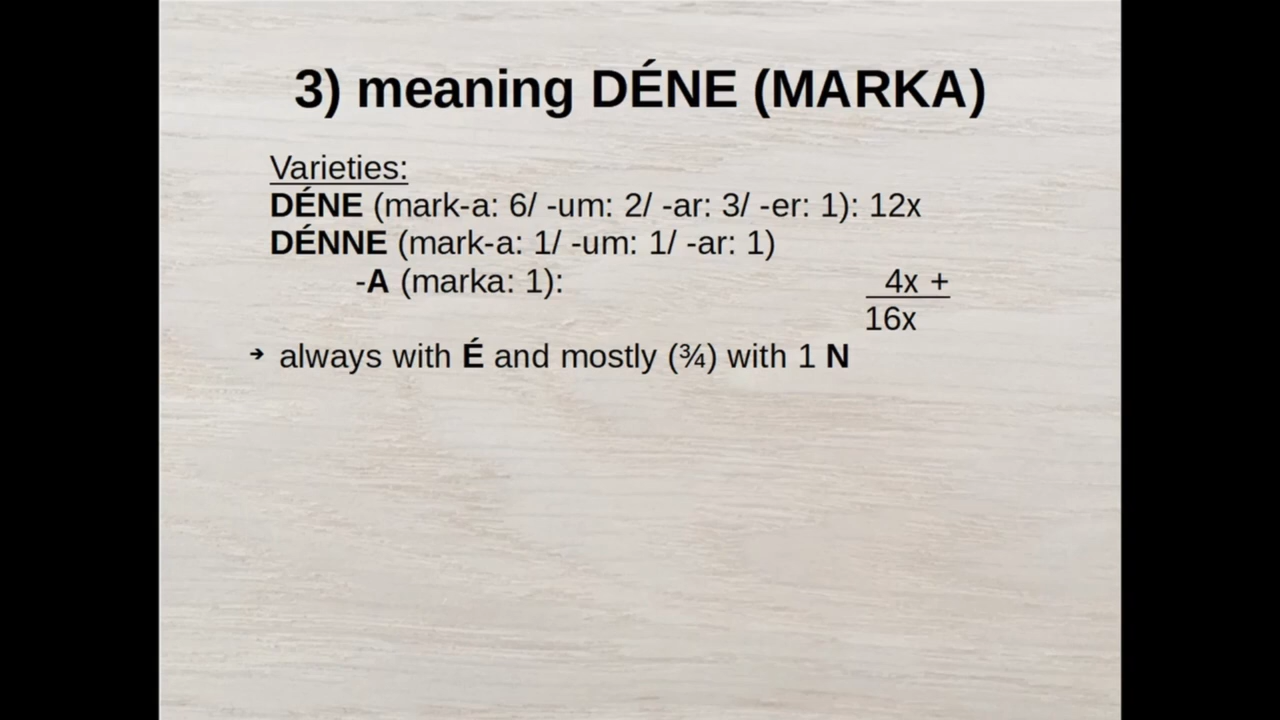 3) meaning DÉNE (MARKA)
Varieties:
DÉNE (mark-a: 6/ -um: 2/ -ar: 3/ -er: 1): 12x
DÉNNE (mark-a: 1/ -um: 1/ -ar: 1)
-A (marka: 1): 4x +
16x
➔ always with É and mostly (¾) with 1 N